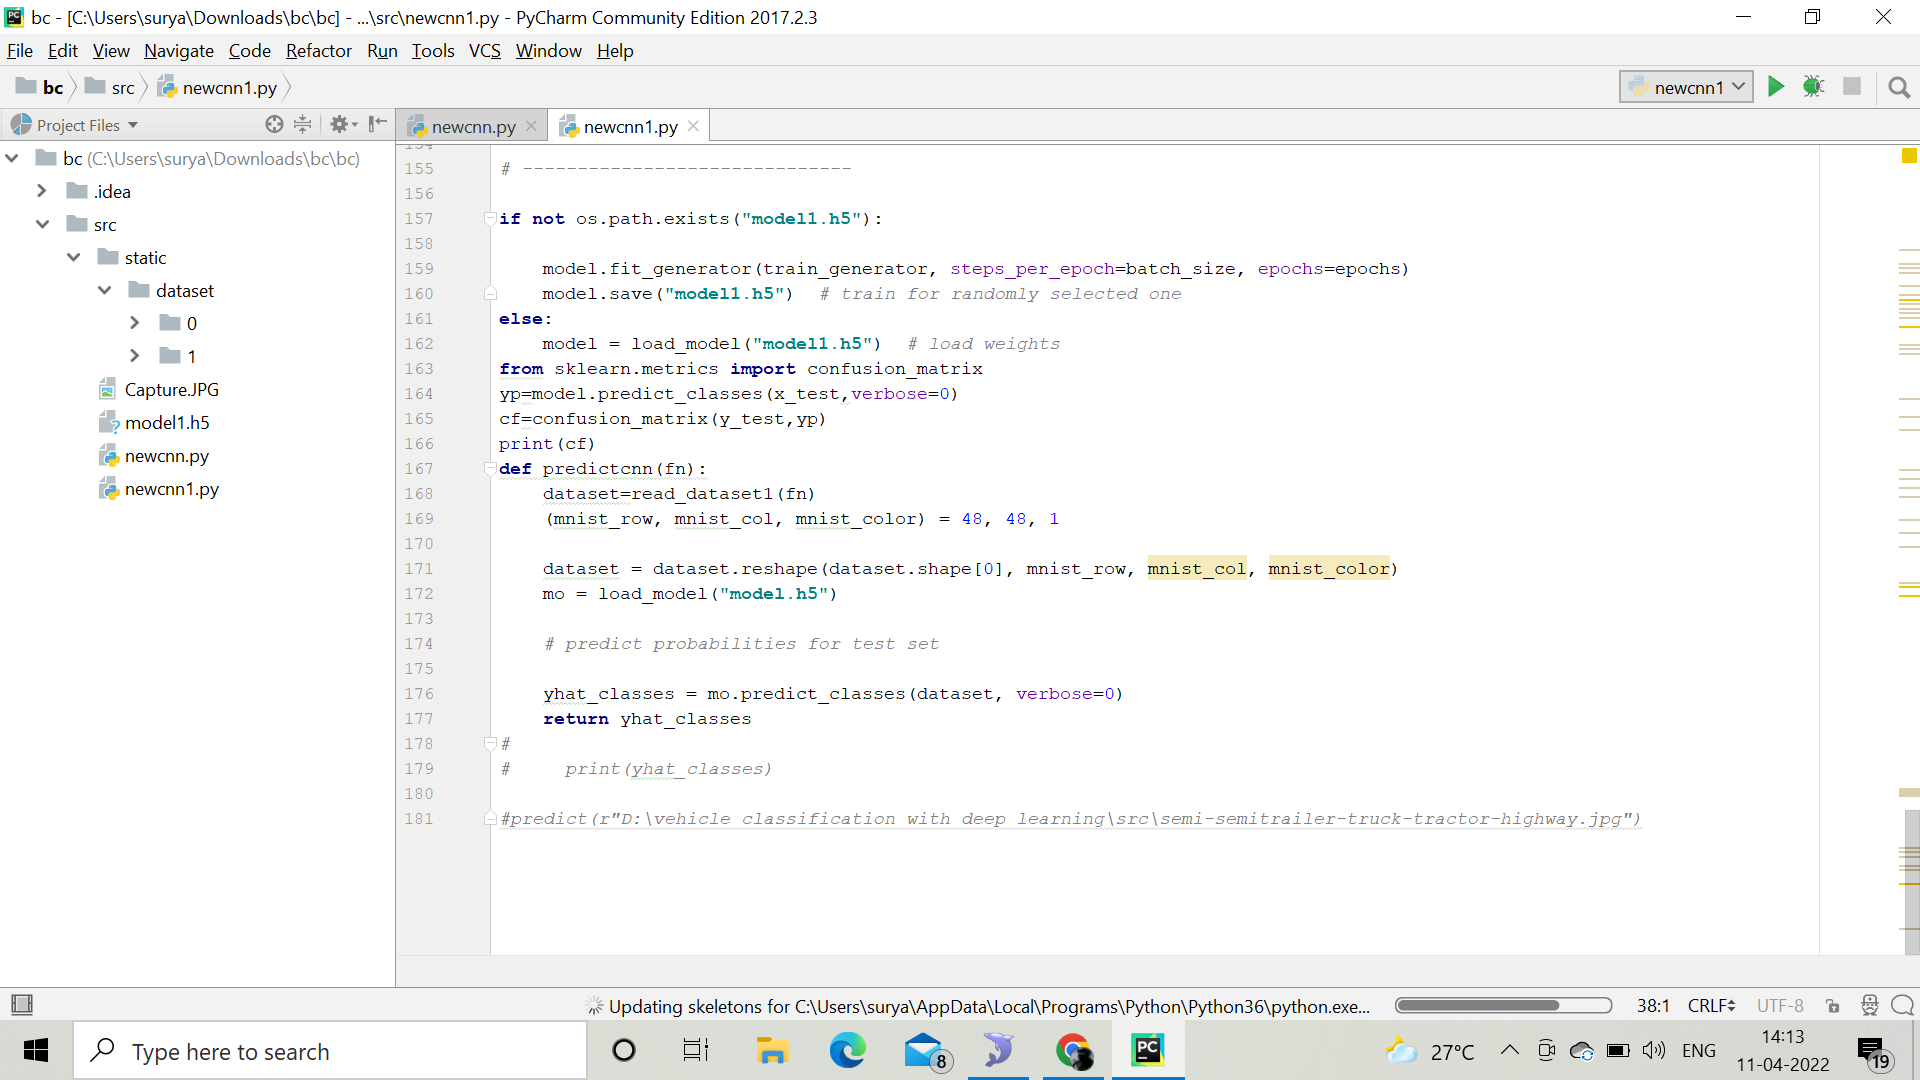 bc - [C:\Users\surya\Downloads\bc\bc] - ...\src\newcnn1.py - PyCharm Community Edition 2017.2.3
File Edit View Navigate Code Refactor Run Tools VCS Window Help
bc src newcnn1.py newcnn1
Project Files newcnn.py newcnn1.py
bc (C:\Users\surya\Downloads\bc\bc)
.idea
src
static
dataset
0
1
Capture.JPG
model1.h5
newcnn.py
newcnn1.py
154
155 # ------------------------------
156
157 if not os.path.exists("model1.h5"):
158
159 model.fit_generator(train_generator, steps_per_epoch=batch_size, epochs=epochs)
160 model.save("model1.h5")  # train for randomly selected one
161 else:
162 model = load_model("model1.h5")  # load weights
163 from sklearn.metrics import confusion_matrix
164 yp=model.predict_classes(x_test,verbose=0)
165 cf=confusion_matrix(y_test,yp)
166 print(cf)
167 def predictcnn(fn):
168 dataset=read_dataset1(fn)
169 (mnist_row, mnist_col, mnist_color) = 48, 48, 1
170
171 dataset = dataset.reshape(dataset.shape[0], mnist_row, mnist_col, mnist_color)
172 mo = load_model("model.h5")
173
174 # predict probabilities for test set
175
176 yhat_classes = mo.predict_classes(dataset, verbose=0)
177 return yhat_classes
178 #
179 # print(yhat_classes)
180
181 #predict(r"D:\vehicle classification with deep learning\src\semi-semitrailer-truck-tractor-highway.jpg")
Updating skeletons for C:\Users\surya\AppData\Local\Programs\Python\Python36\python.exe... 38:1 CRLF UTF-8
Type here to search 8 PC 27°C ENG 14:13
11-04-2022 19